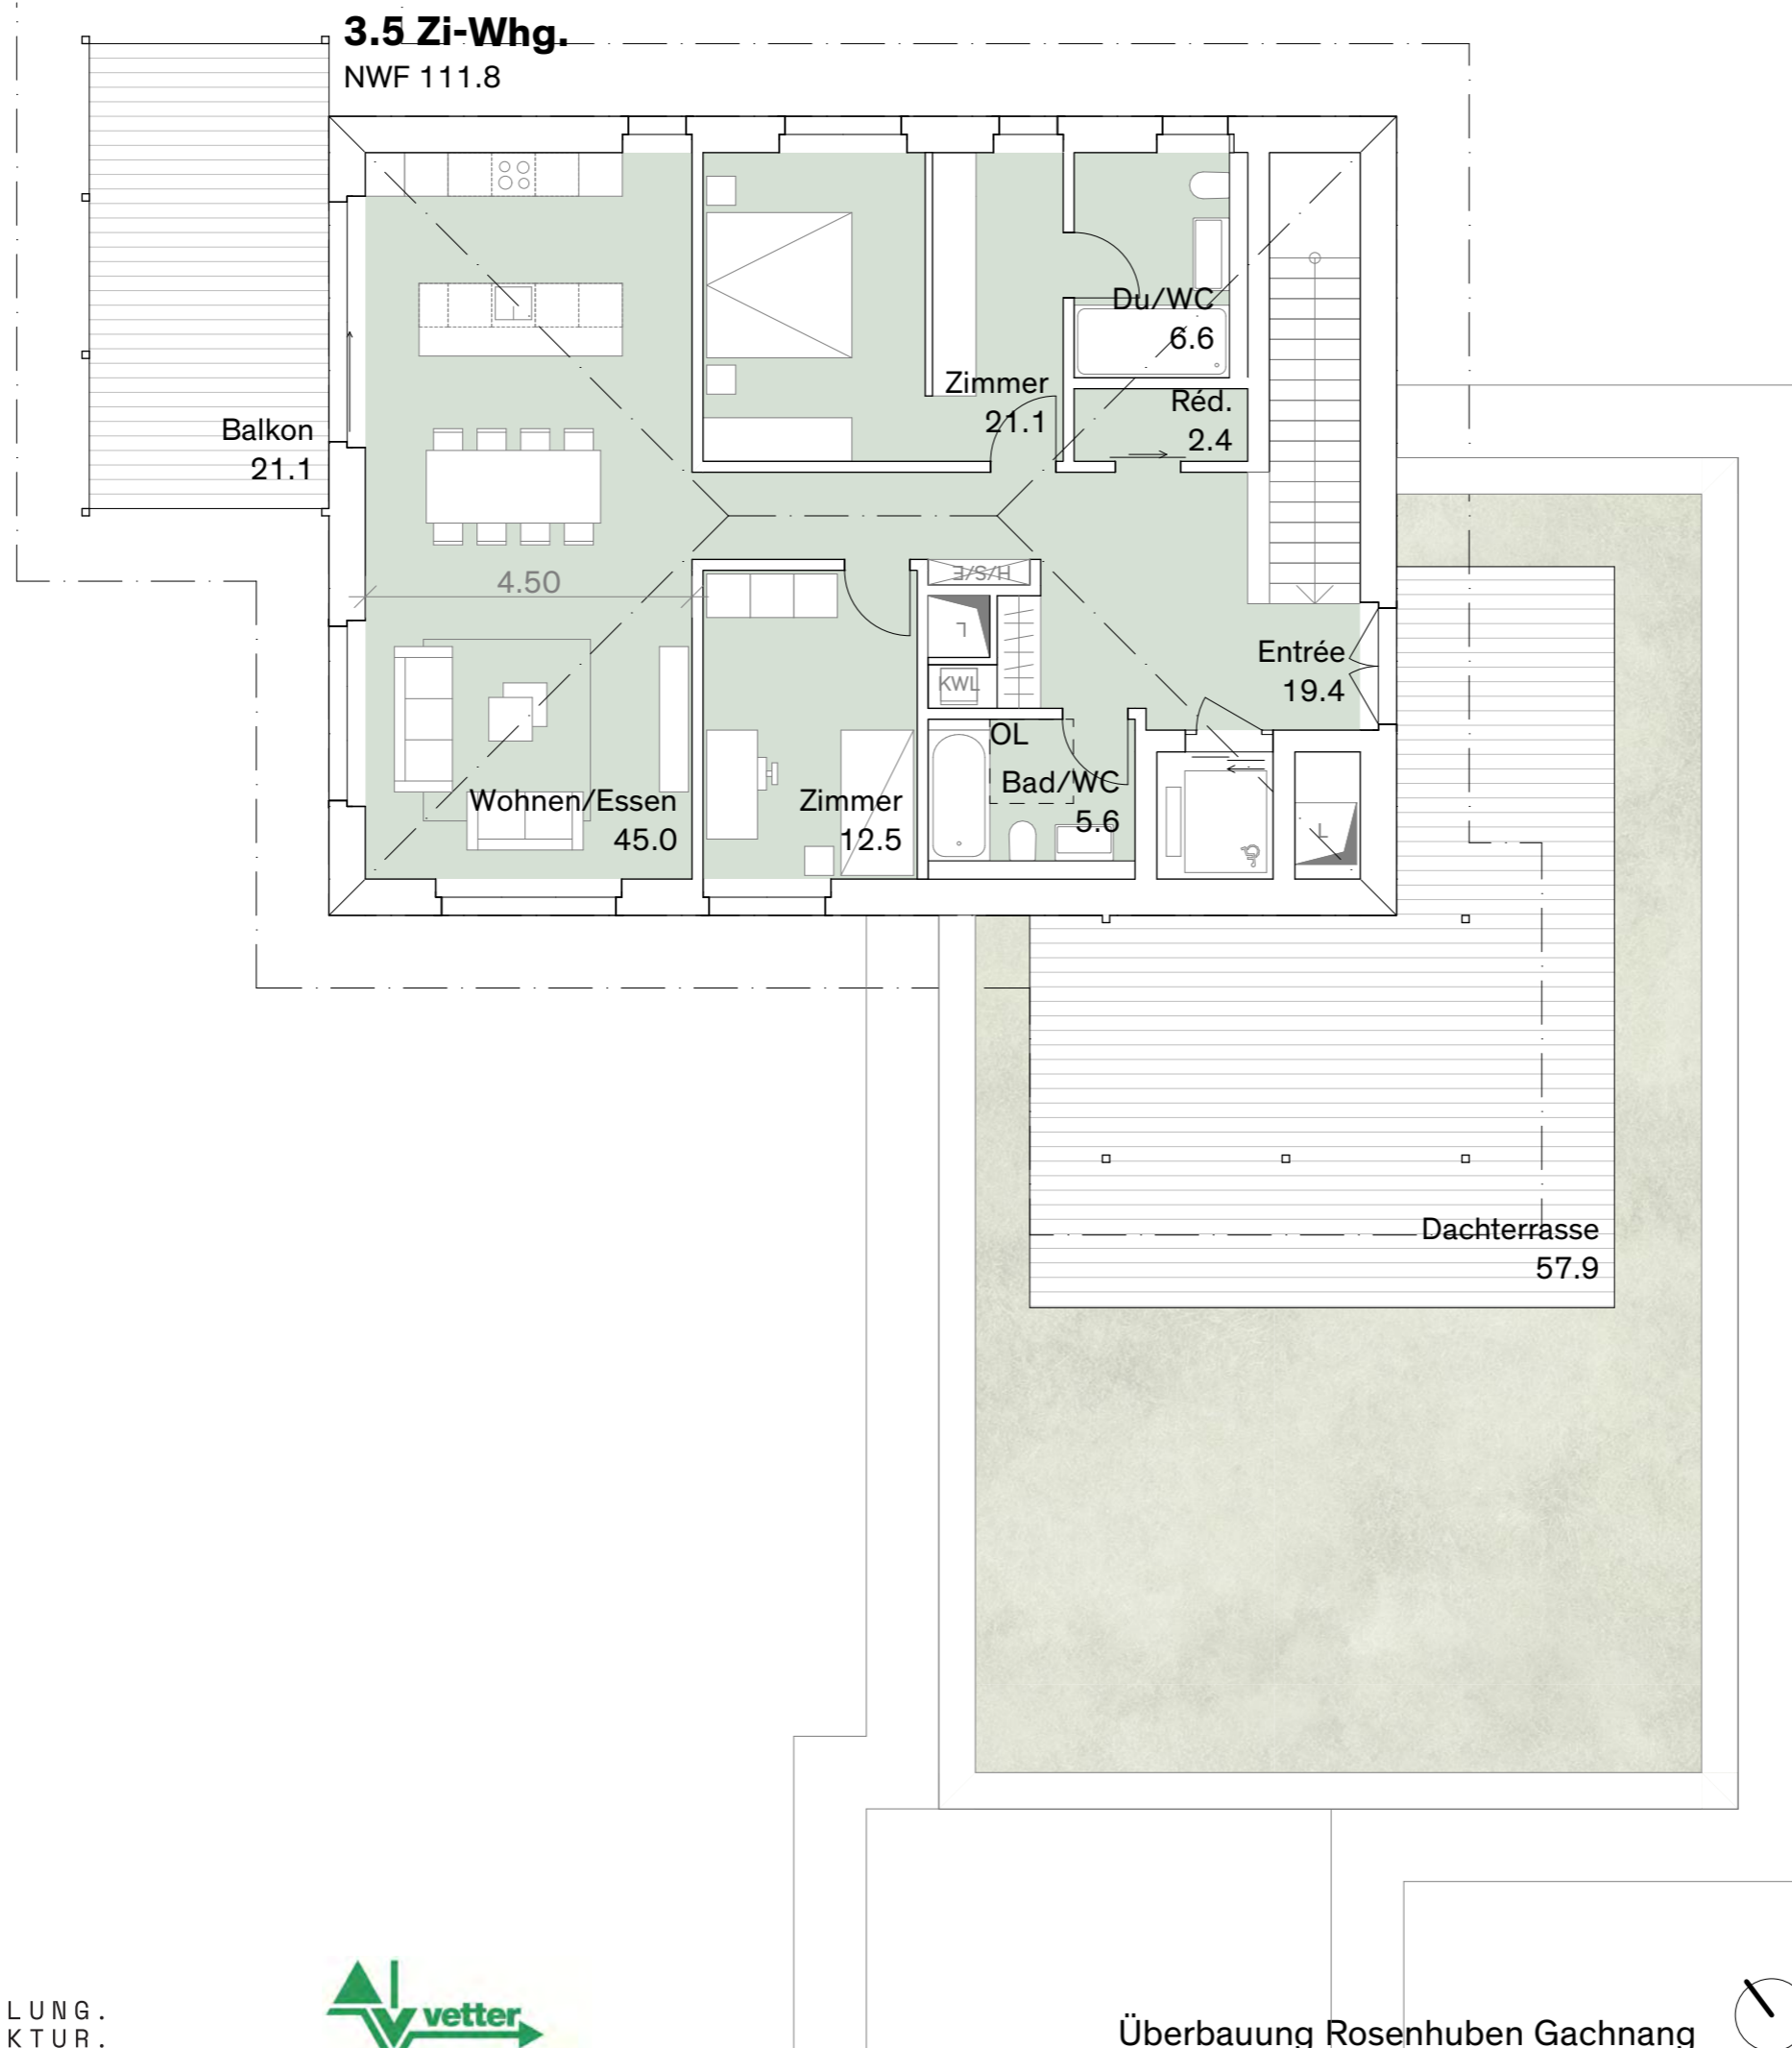 3.5 Zi-Whg.
NWF 111.8
Du/WC
6.6
Zimmer
21.1
Réd.
2.4
Balkon
21.1
4.50
H/S/E
L
KWL
Entrée
19.4
OL
Bad/WC
5.6
Wohnen/Essen
45.0
Zimmer
12.5
L
Dachterrasse
57.9
LUNG.
KTUR.
vetter
Überbauung Rosenhuben Gachnang